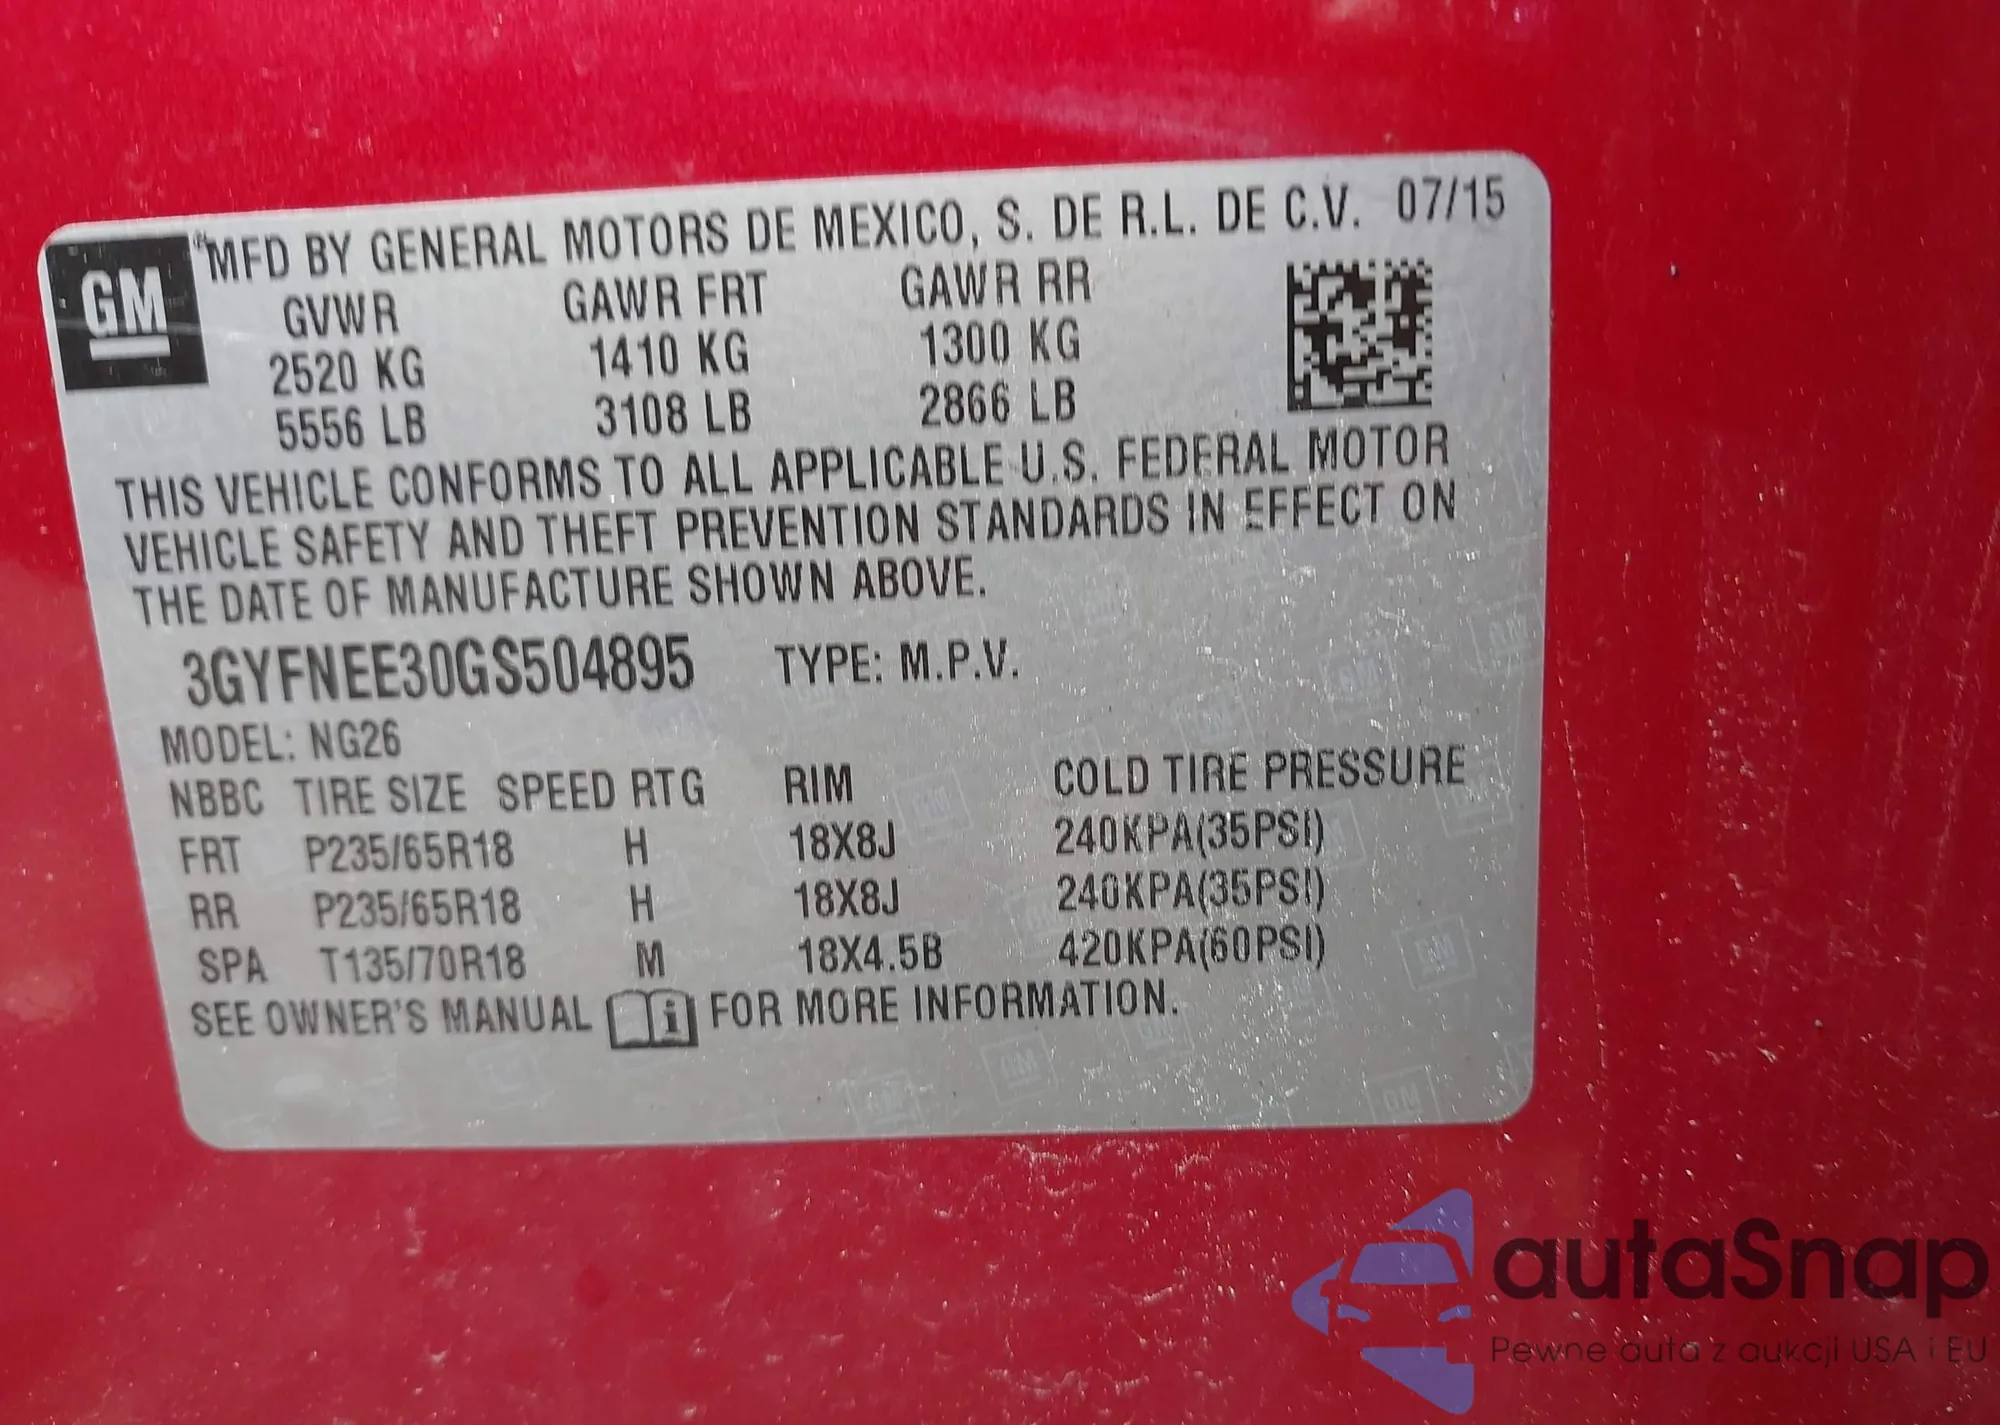 GM
MFD BY GENERAL MOTORS DE MEXICO, S. DE R.L. DE C.V. 07/15
GVWR GAWR FRT GAWR RR
2520 KG 1410 KG 1300 KG
5556 LB 3108 LB 2866 LB
THIS VEHICLE CONFORMS TO ALL APPLICABLE U.S. FEDERAL MOTOR
VEHICLE SAFETY AND THEFT PREVENTION STANDARDS IN EFFECT ON
THE DATE OF MANUFACTURE SHOWN ABOVE.
3GYFNEE30GS504895 TYPE: M.P.V.
MODEL: NG26
NBBC TIRE SIZE SPEED RTG RIM COLD TIRE PRESSURE
FRT P235/65R18 H 18X8J 240KPA(35PSI)
RR P235/65R18 H 18X8J 240KPA(35PSI)
SPA T135/70R18 M 18X4.5B 420KPA(60PSI)
SEE OWNER'S MANUAL i FOR MORE INFORMATION.
autaSnap
Pewne auta z aukcji USA i EU